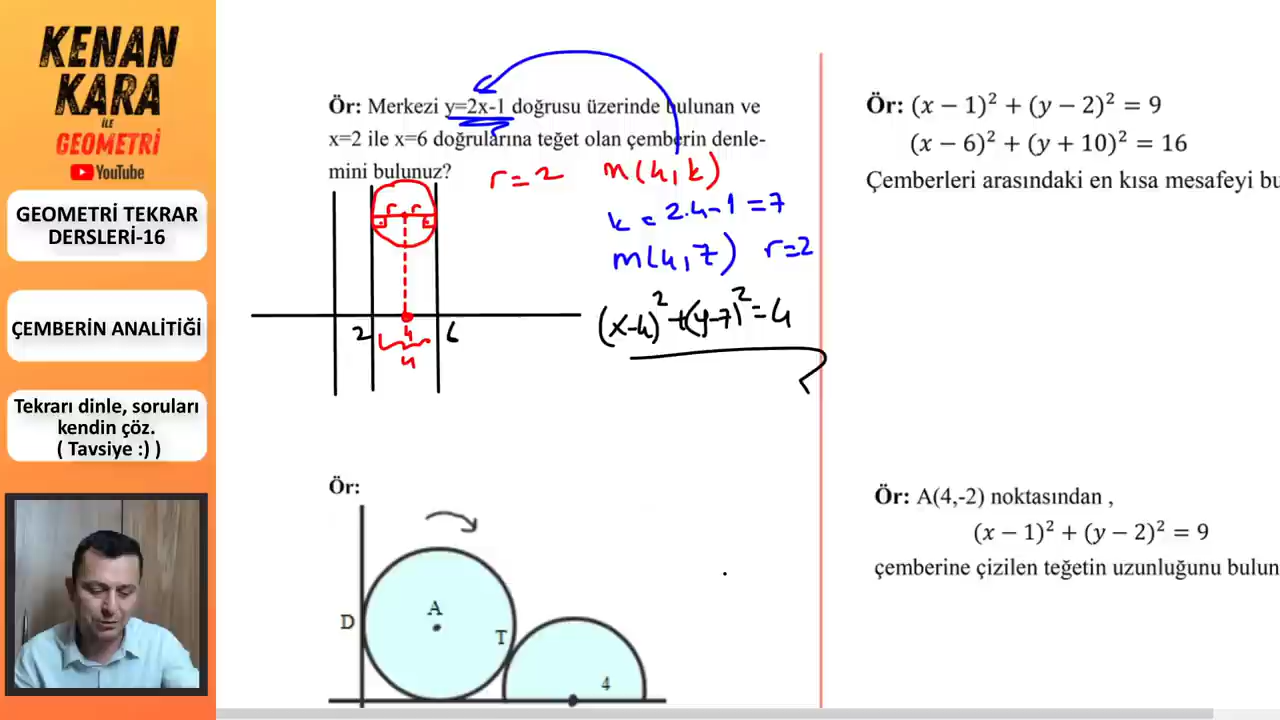 KENAN
KARA
İLE
GEOMETRİ
YouTube
GEOMETRİ TEKRAR
DERSLERİ-16
ÇEMBERİN ANALİTİĞİ
Tekrarı dinle, soruları
kendin çöz.
( Tavsiye :) )
Ör: Merkezi y=2x-1 doğrusu üzerinde bulunan ve
x=2 ile x=6 doğrularına teğet olan çemberin denle-
mini bulunuz?
r=2 m(4,k)
k = 2.4-1=7
m(4,7) r=2
(x-4)²+(y-7)²=4
r r
2 4 6
4
Ör:
D
A
T
4
Ör: (x − 1)² + (y − 2)² = 9
(x − 6)² + (y + 10)² = 16
Çemberleri arasındaki en kısa mesafeyi bu
Ör: A(4,-2) noktasından ,
(x − 1)² + (y − 2)² = 9
çemberine çizilen teğetin uzunluğunu bulun